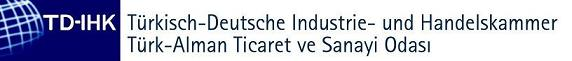 TD-IHK
Türkisch-Deutsche Industrie- und Handelskammer
Türk-Alman Ticaret ve Sanayi Odası